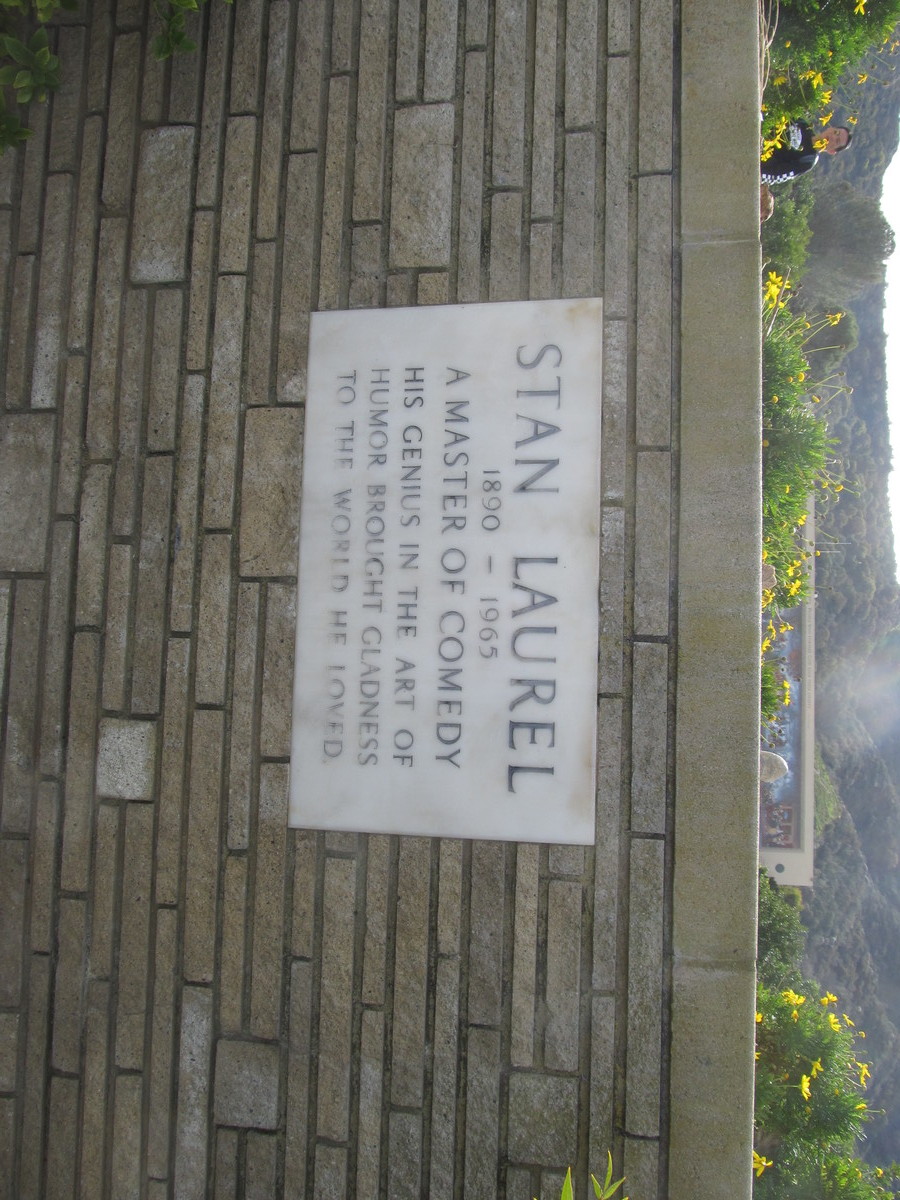 STAN LAUREL
1890 – 1965
A MASTER OF COMEDY
HIS GENIUS IN THE ART OF
HUMOR BROUGHT GLADNESS
TO THE WORLD HE LOVED.